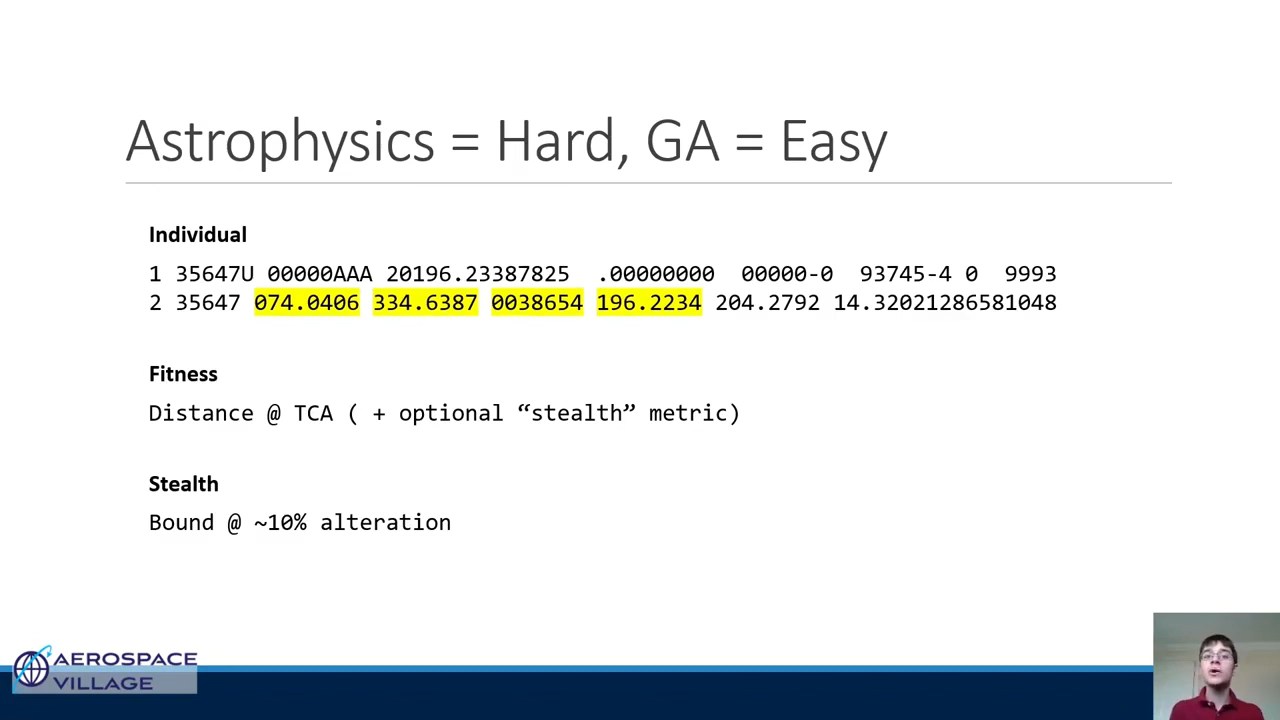 Astrophysics = Hard, GA = Easy
Individual
1 35647U 00000AAA 20196.23387825  .00000000  00000-0  93745-4 0  9993
2 35647 074.0406 334.6387 0038654 196.2234 204.2792 14.32021286581048
Fitness
Distance @ TCA ( + optional “stealth” metric)
Stealth
Bound @ ~10% alteration
AEROSPACE
VILLAGE